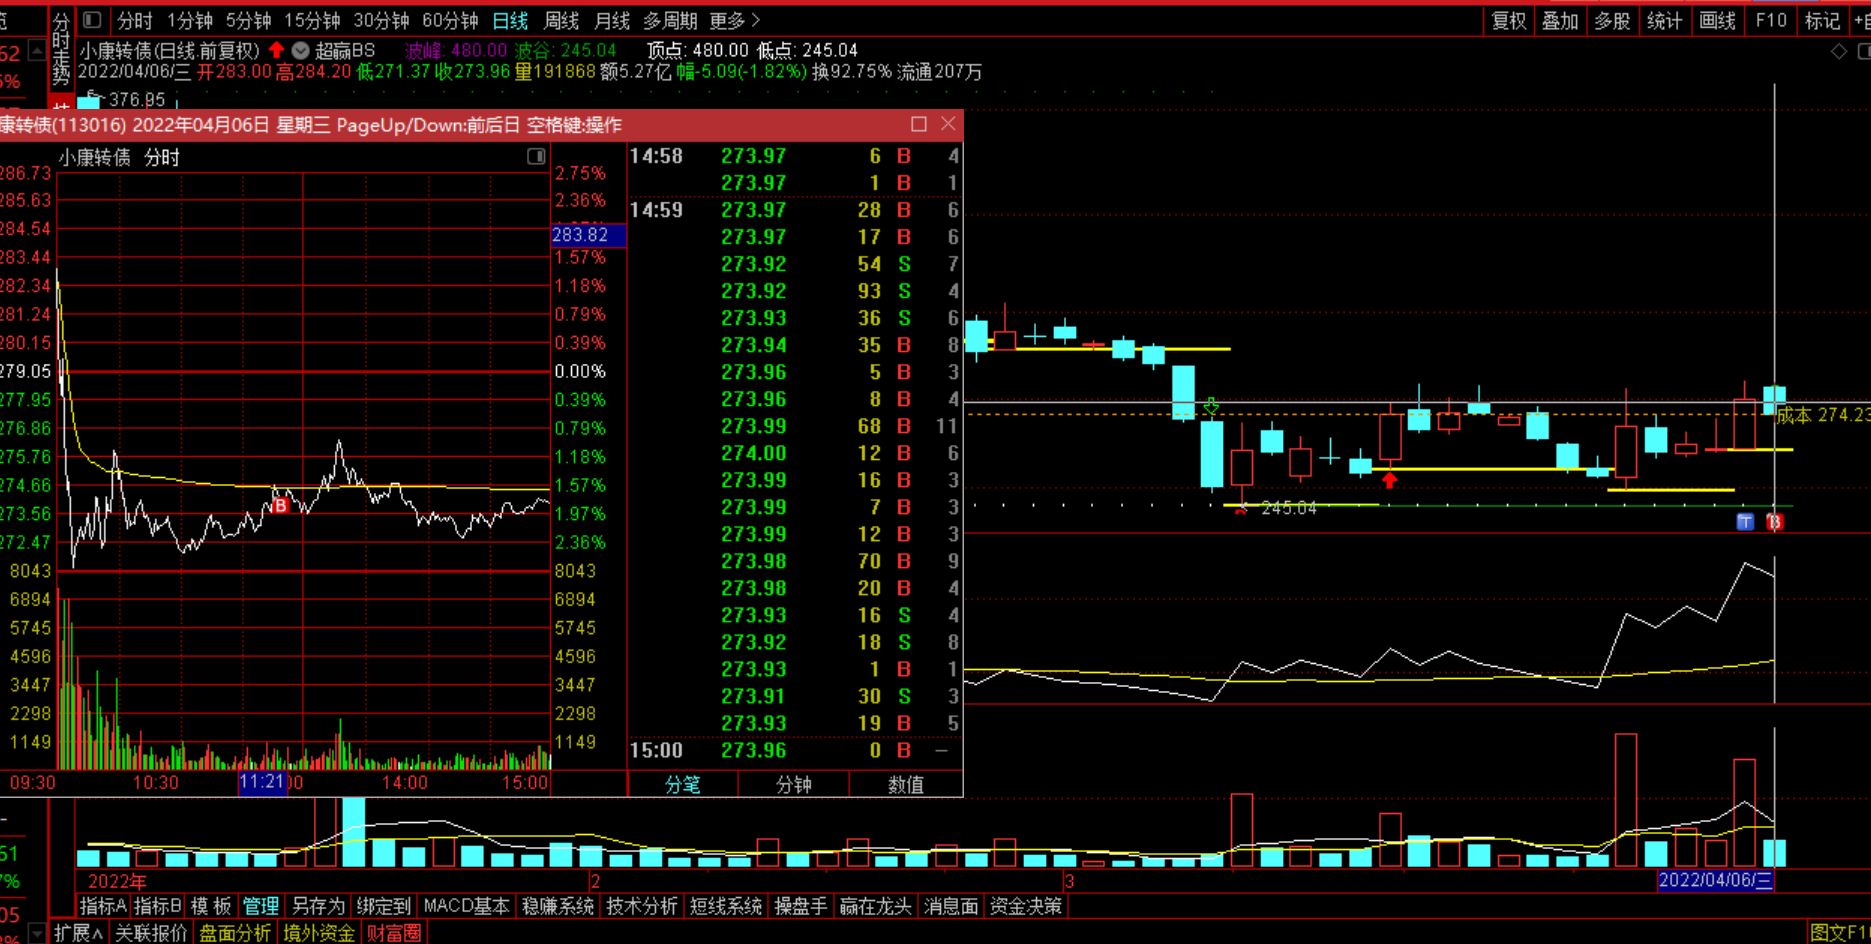 分时 1分钟 5分钟 15分钟 30分钟 60分钟 日线 周线 月线 多周期 更多
复权 叠加 多股 统计 画线 F10 标记
分时走势
小康转债(日线.前复权) 超赢BS 波峰: 480.00 波谷: 245.04 顶点: 480.00 低点: 245.04
2022/04/06/三 开283.00 高284.20 低271.37 收273.96 量191868 额5.27亿 幅-5.09(-1.82%) 换92.75% 流通207万
376.95
康转债(113016) 2022年04月06日 星期三 PageUp/Down:前后日 空格键:操作
小康转债 分时
286.73 2.75%
285.63 2.36%
284.54
283.82
283.44 1.57%
282.34 1.18%
281.24 0.79%
280.15 0.39%
279.05 0.00%
277.95 0.39%
276.86 0.79%
275.76 1.18%
274.66 1.57%
273.56 1.97%
272.47 2.36%
8043 8043
6894 6894
5745 5745
4596 4596
3447 3447
2298 2298
1149 1149
B
09:30 10:30 11:21 14:00 15:00
14:58 273.97 6 B 4
273.97 1 B 1
14:59 273.97 28 B 6
273.97 17 B 6
273.92 54 S 7
273.92 93 S 4
273.93 36 S 6
273.94 35 B 8
273.96 5 B 3
273.96 8 B 4
273.99 68 B 11
274.00 12 B 6
273.99 16 B 3
273.99 7 B 3
273.99 12 B 3
273.98 70 B 9
273.98 20 B 4
273.93 16 S 4
273.92 18 S 8
273.93 1 B 1
273.91 30 S 3
273.93 19 B 5
15:00 273.96 0 B –
分笔 分钟 数值
成本 274.23
245.04
T B
2022年 2 3 2022/04/06/三
指标A 指标B 模板 管理 另存为 绑定到 MACD基本 稳赚系统 技术分析 短线系统 操盘手 赢在龙头 消息面 资金决策
扩展∧ 关联报价 盘面分析 境外资金 财富圈
图文F1